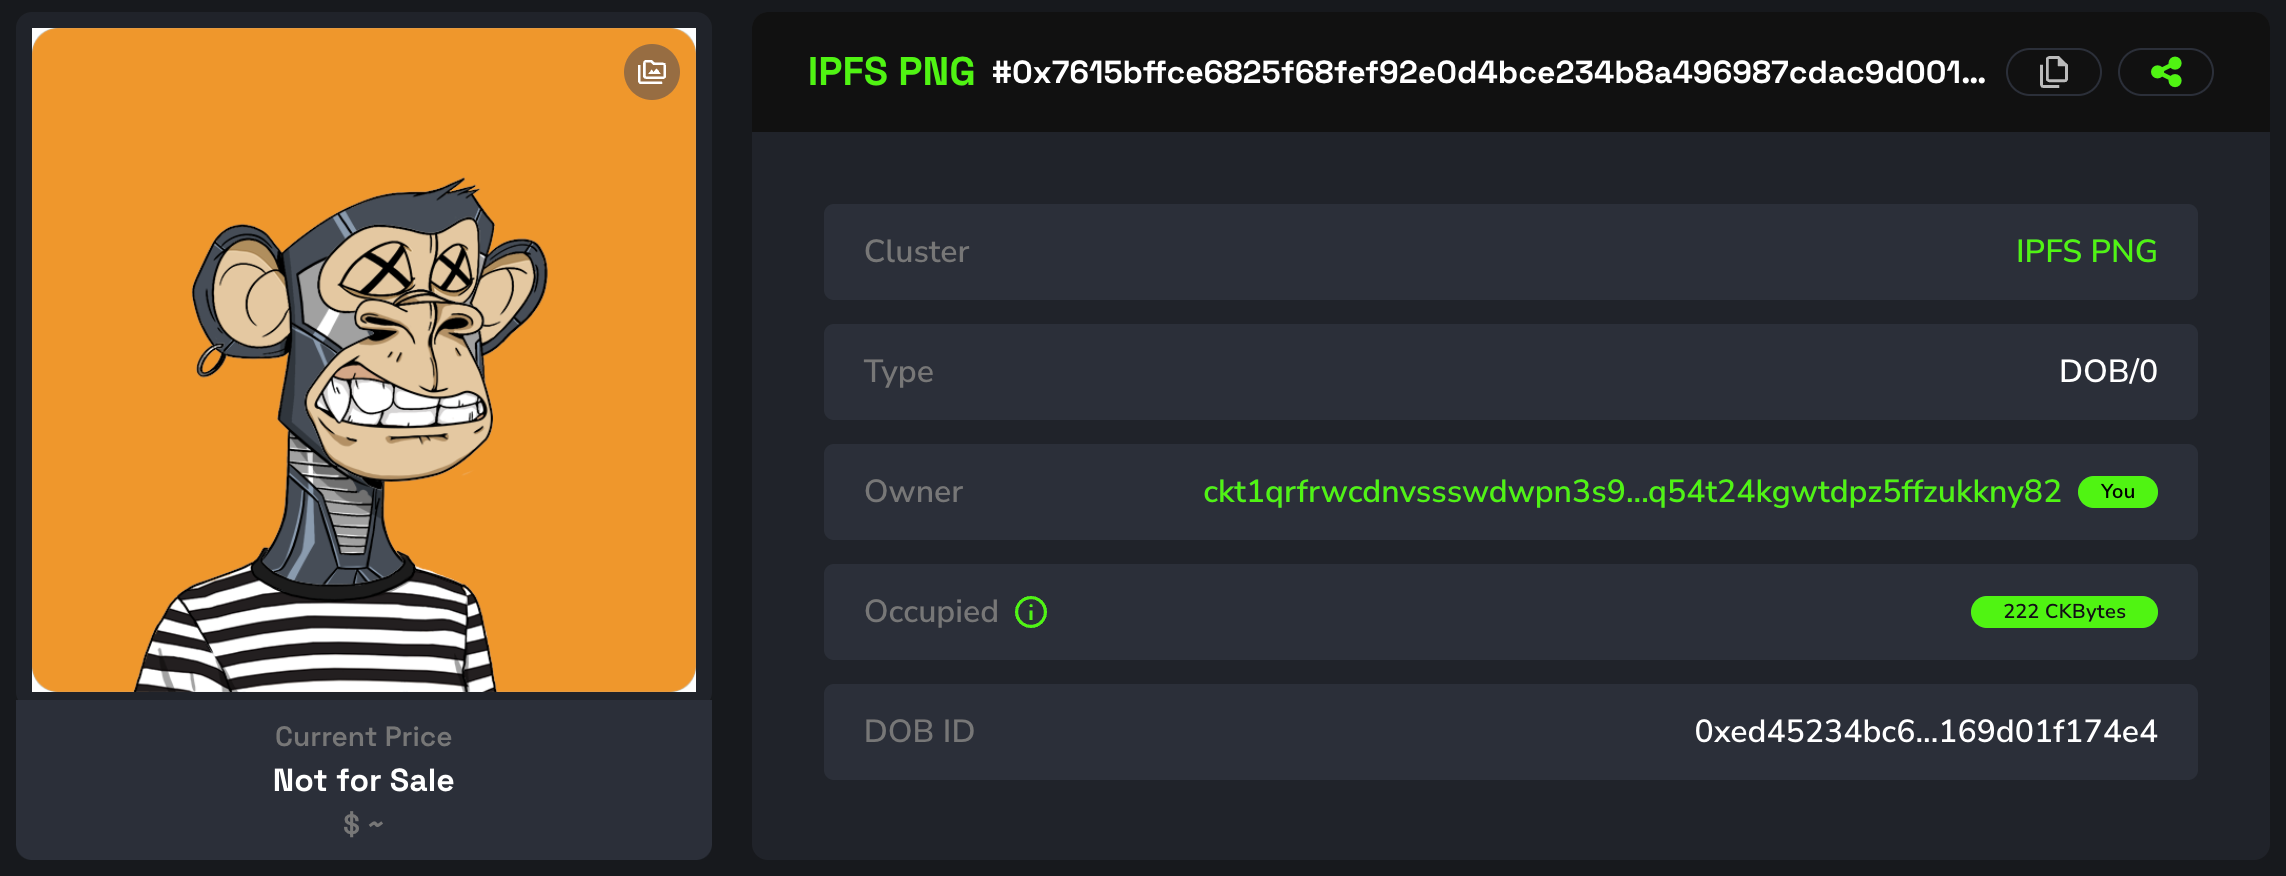 IPFS PNG #0x7615bffce6825f68fef92e0d4bce234b8a496987cdac9d001...
Cluster IPFS PNG
Type DOB/0
Owner ckt1qrfrwcdnvssswdwpn3s9...q54t24kgwtdpz5ffzukkny82 You
Occupied 222 CKBytes
DOB ID 0xed45234bc6...169d01f174e4
Current Price
Not for Sale
$ ~